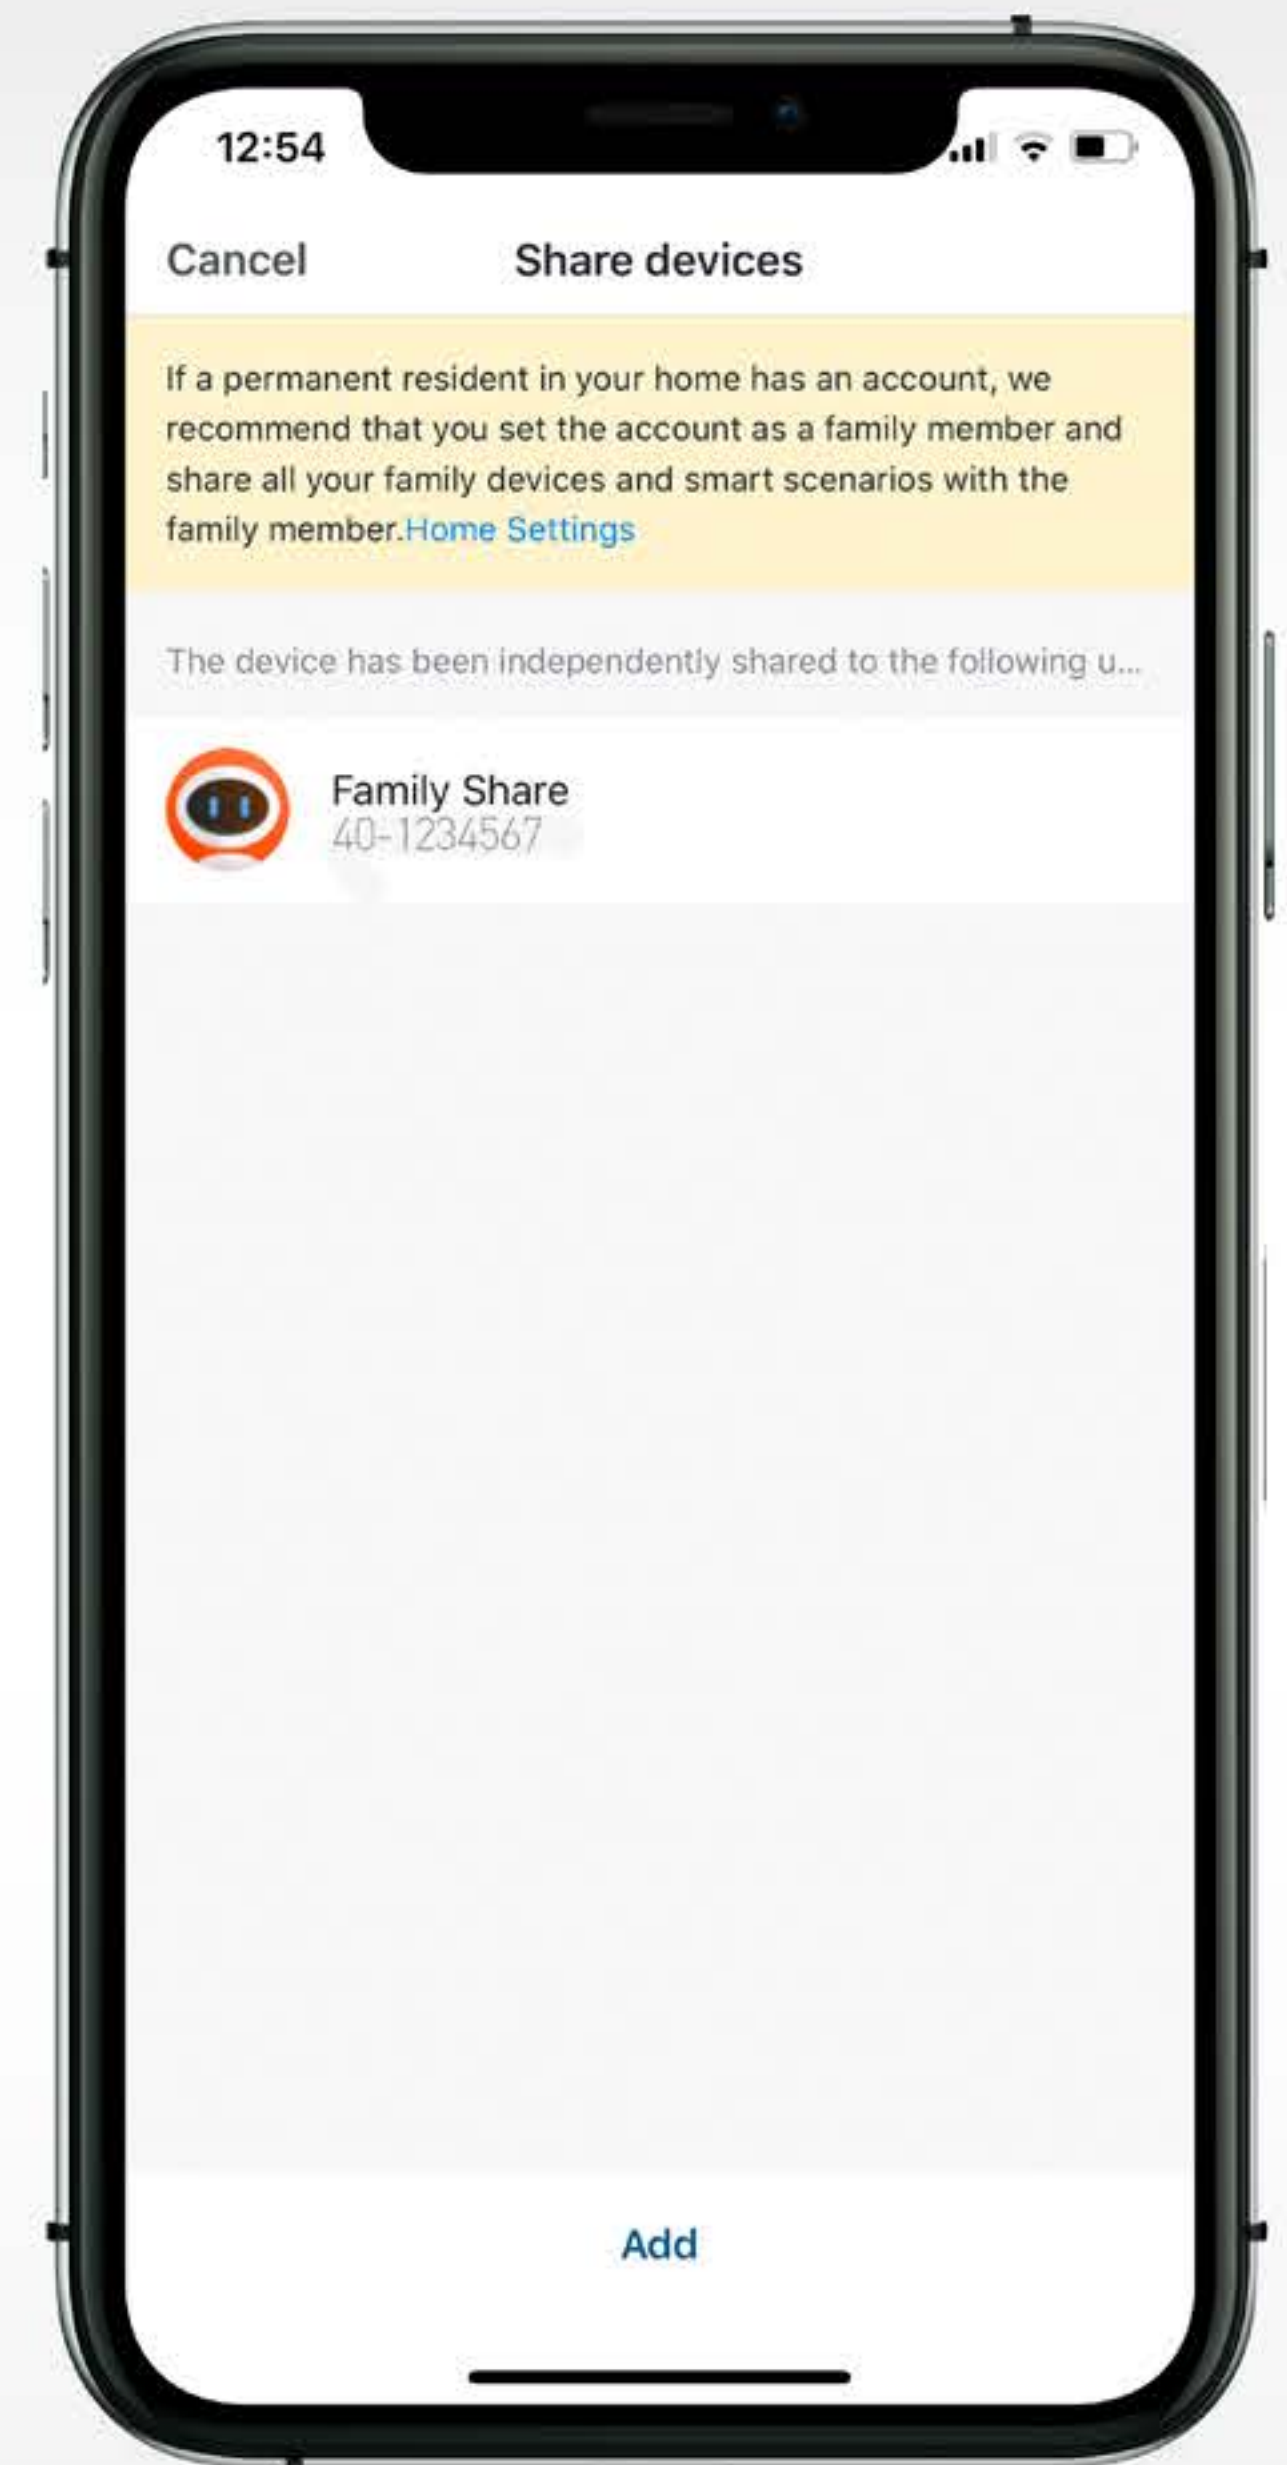 12:54
Cancel
Share devices
If a permanent resident in your home has an account, we
recommend that you set the account as a family member and
share all your family devices and smart scenarios with the
family member.Home Settings
The device has been independently shared to the following u...
Family Share
40-1234567
Add